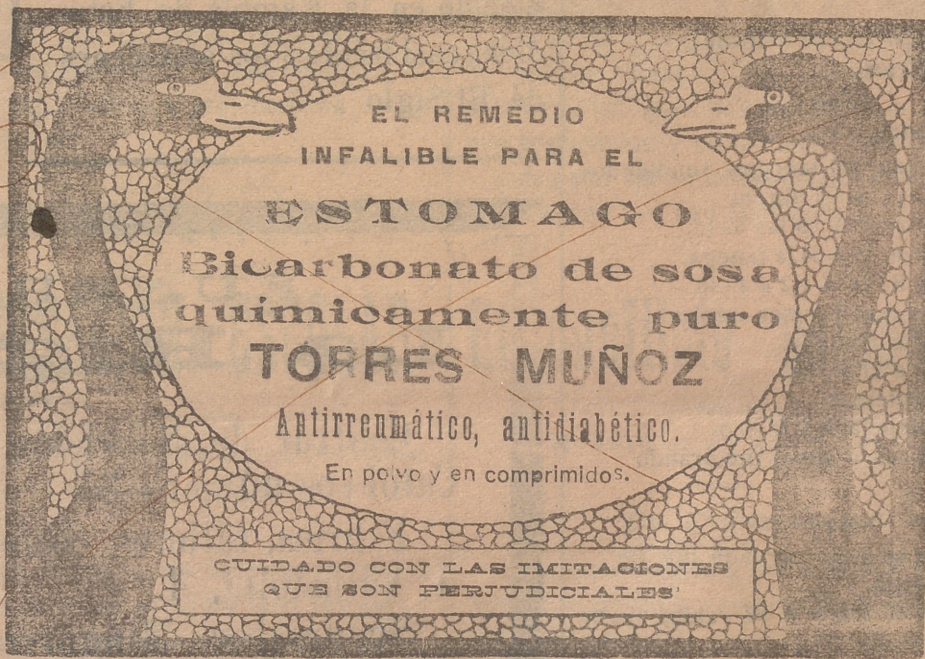 EL REMEDIO
INFALIBLE PARA EL
ESTOMAGO
Bicarbonato de sosa
químicamente puro
TORRES MUÑOZ
Antirreumático, antidiabético.
En polvo y en comprimidos.
CUIDADO CON LAS IMITACIONES
QUE SON PERJUDICIALES